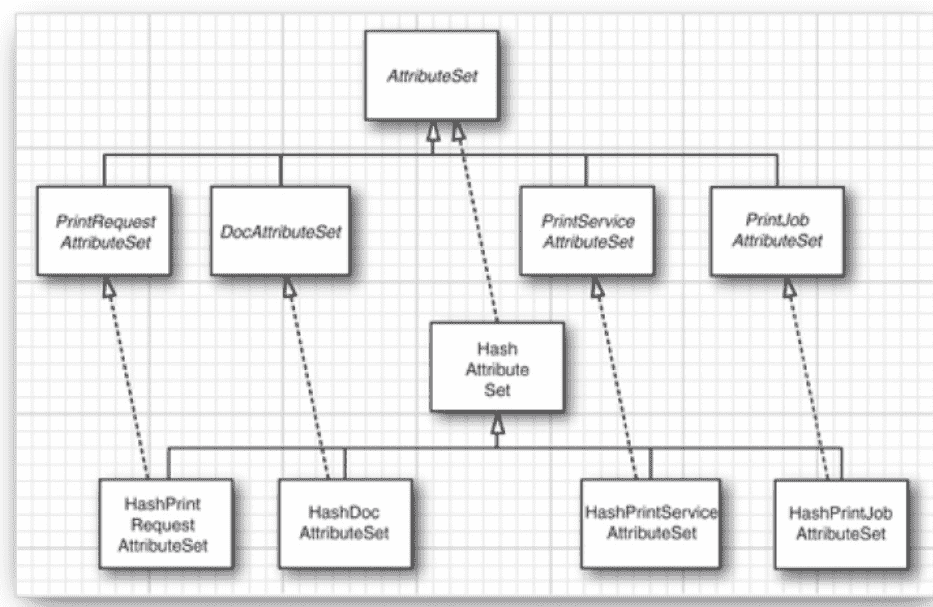 AttributeSet
PrintRequest
AttributeSet
DocAttributeSet
PrintService
AttributeSet
PrintJob
AttributeSet
Hash
Attribute
Set
HashPrint
Request
AttributeSet
HashDoc
AttributeSet
HashPrintService
AttributeSet
HashPrintJob
AttributeSet